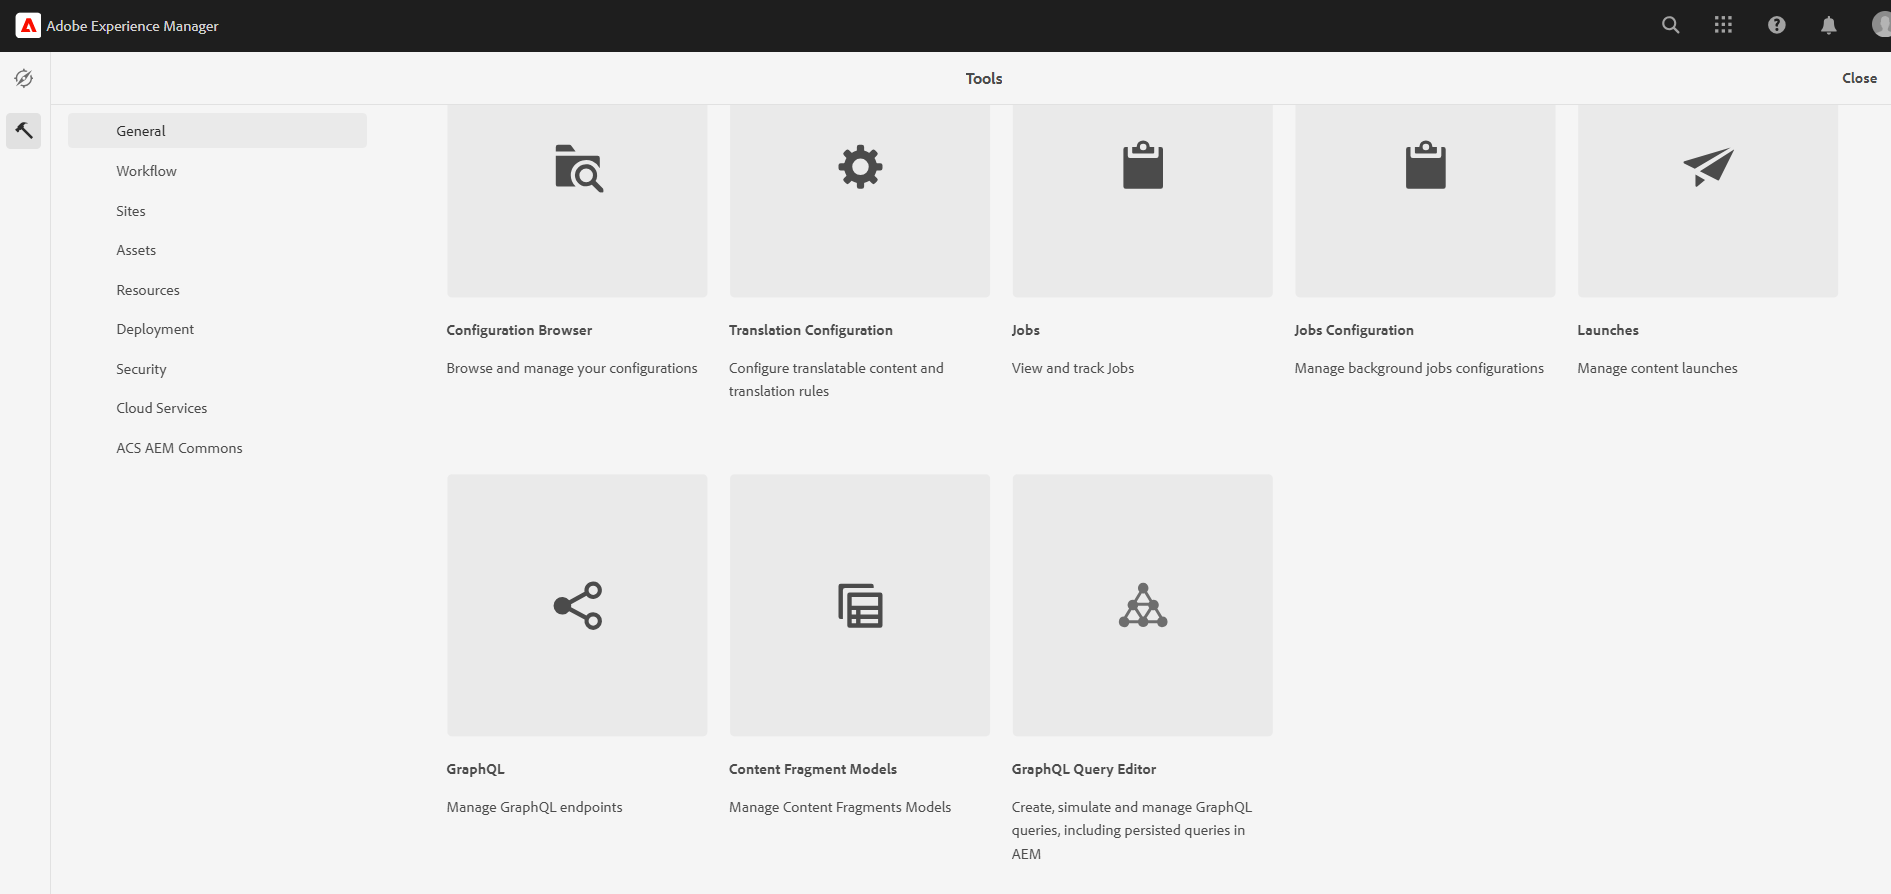 Adobe Experience Manager
Tools
Close
General
Workflow
Sites
Assets
Resources
Deployment
Security
Cloud Services
ACS AEM Commons
Configuration Browser
Browse and manage your configurations
Translation Configuration
Configure translatable content and
translation rules
Jobs
View and track Jobs
Jobs Configuration
Manage background jobs configurations
Launches
Manage content launches
GraphQL
Manage GraphQL endpoints
Content Fragment Models
Manage Content Fragments Models
GraphQL Query Editor
Create, simulate and manage GraphQL
queries, including persisted queries in
AEM